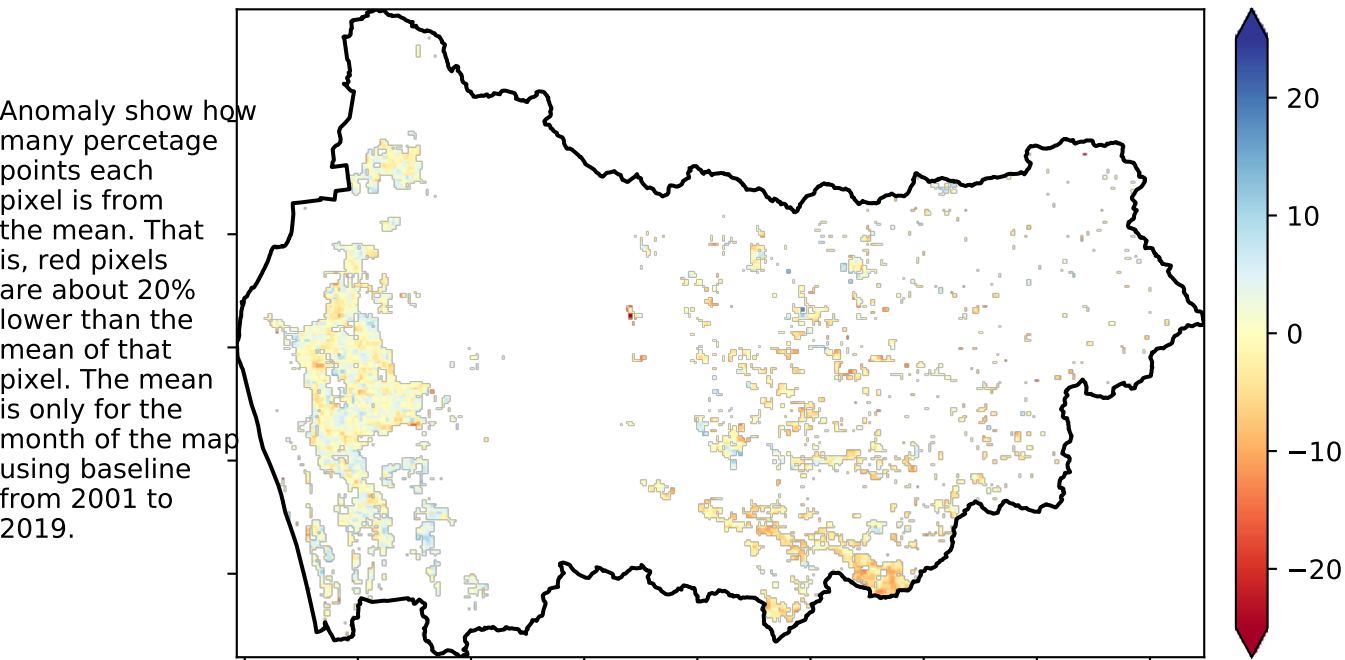 Anomaly show how
many percetage
points each
pixel is from
the mean. That
is, red pixels
are about 20%
lower than the
mean of that
pixel. The mean
is only for the
month of the map
using baseline
from 2001 to
2019.
20
10
0
−10
−20